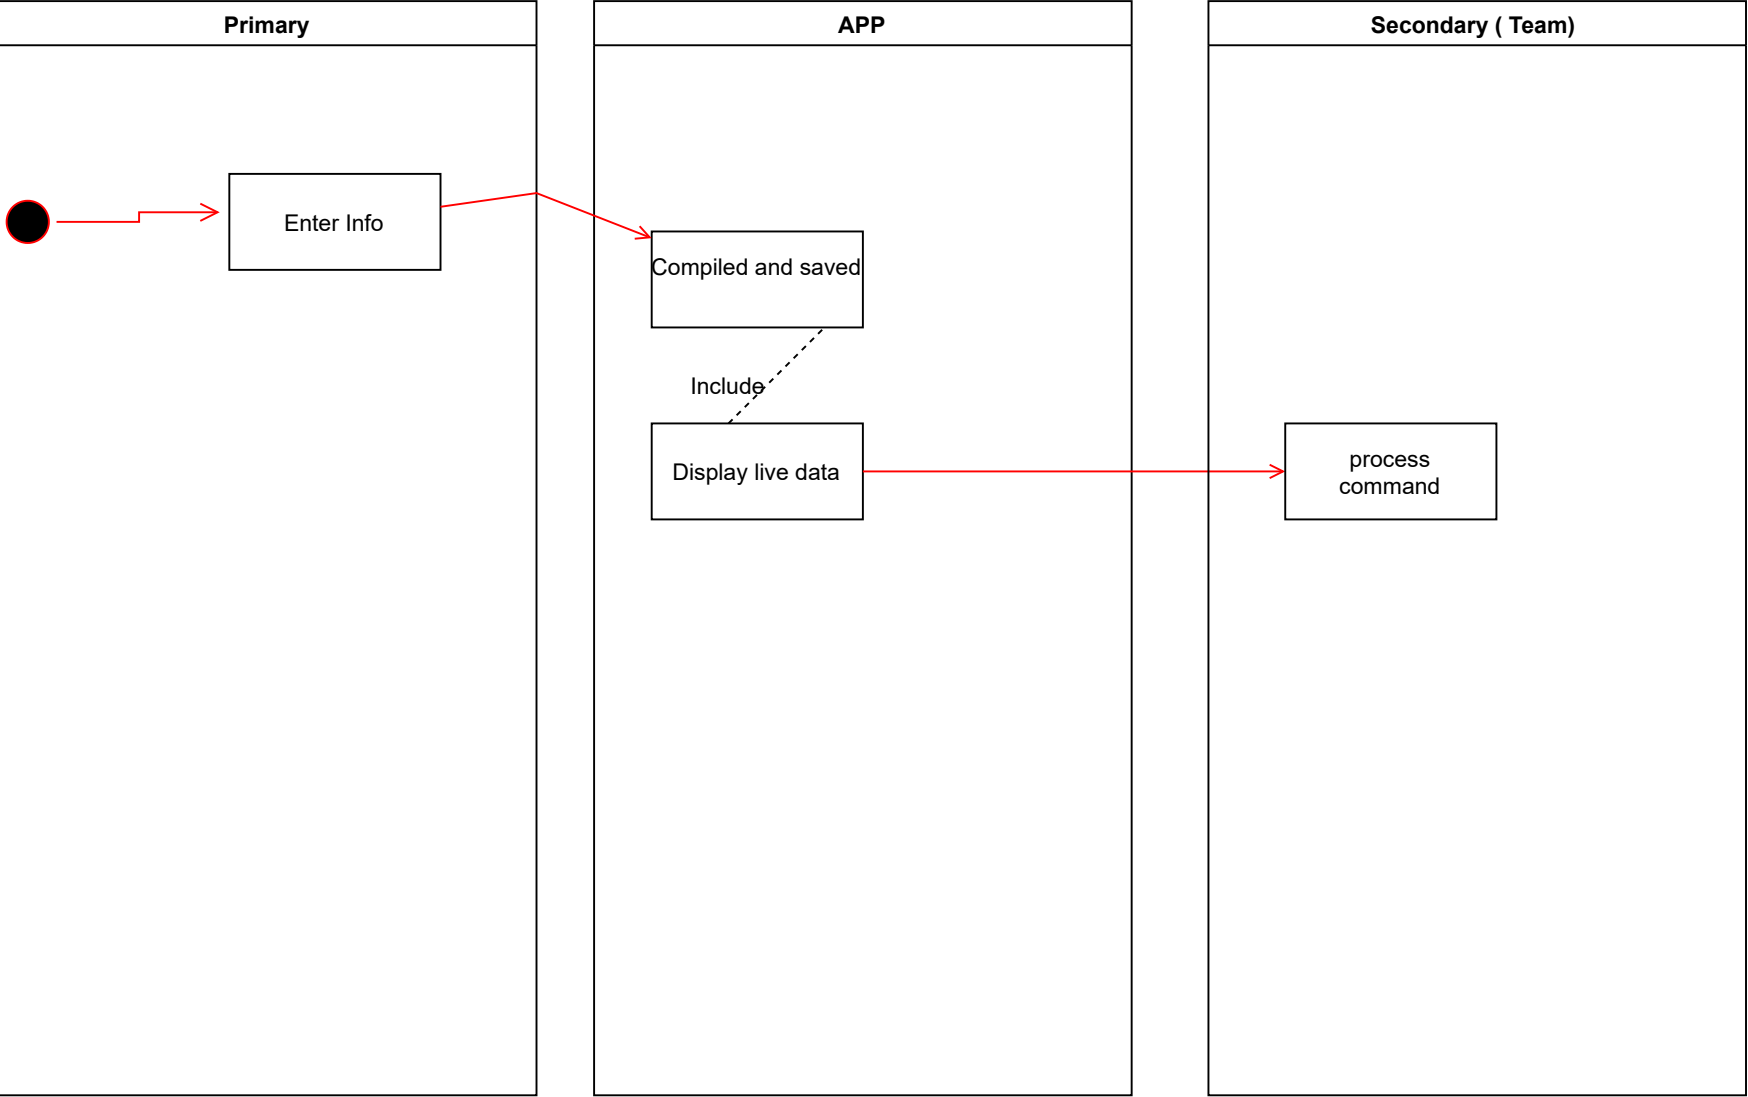 Primary
APP
Secondary ( Team)
Enter Info
Compiled and saved
Include
Display live data
process
command